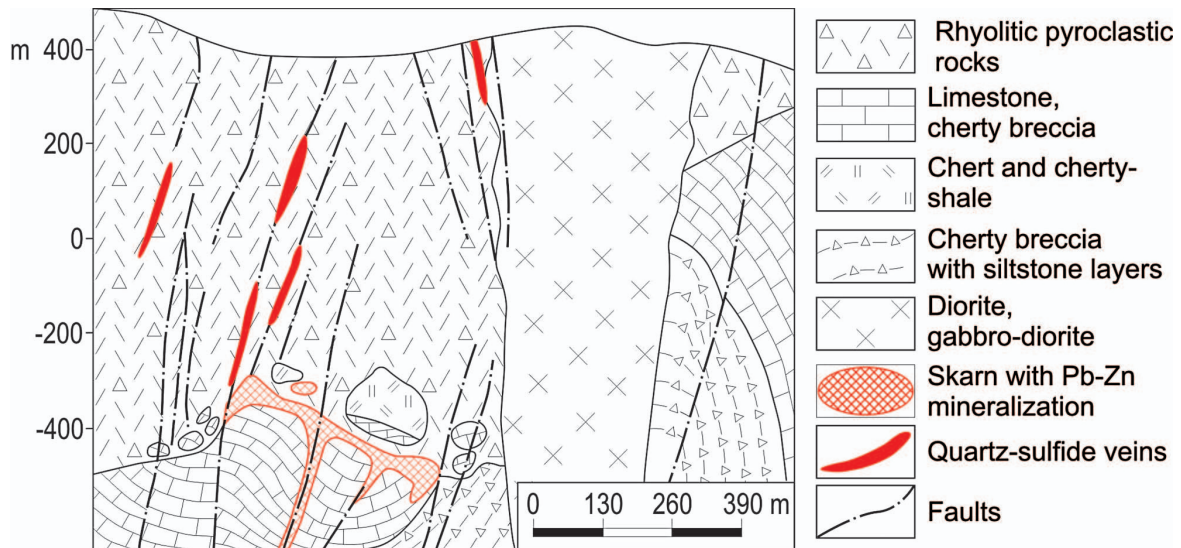 m 400
200
0
-200
-400
0 130 260 390 m
Rhyolitic pyroclastic
rocks
Limestone,
cherty breccia
Chert and cherty-
shale
Cherty breccia
with siltstone layers
Diorite,
gabbro-diorite
Skarn with Pb-Zn
mineralization
Quartz-sulfide veins
Faults